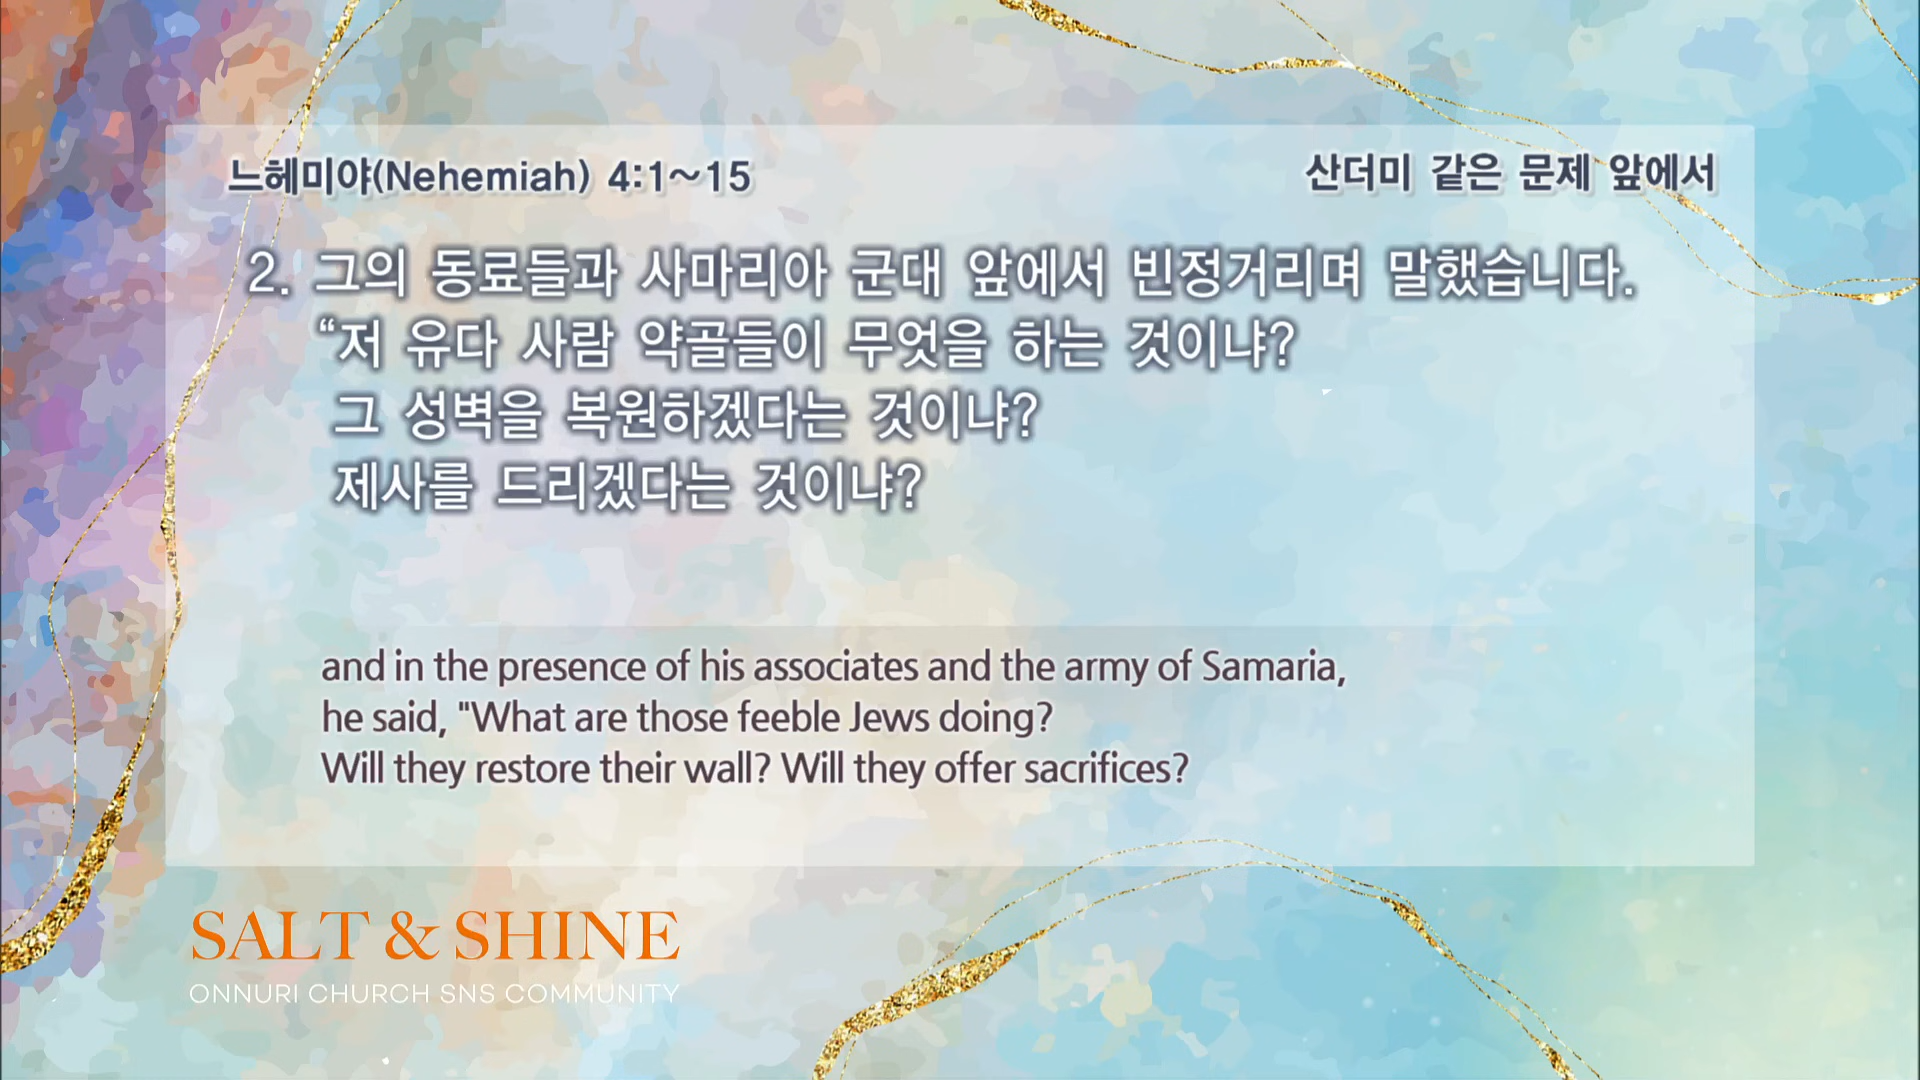 느헤미야(Nehemiah) 4:1~15
산더미 같은 문제 앞에서
2. 그의 동료들과 사마리아 군대 앞에서 빈정거리며 말했습니다.
“저 유다 사람 약골들이 무엇을 하는 것이냐?
그 성벽을 복원하겠다는 것이냐?
제사를 드리겠다는 것이냐?
and in the presence of his associates and the army of Samaria,
he said, "What are those feeble Jews doing?
Will they restore their wall? Will they offer sacrifices?
SALT & SHINE
ONNURI CHURCH SNS COMMUNITY